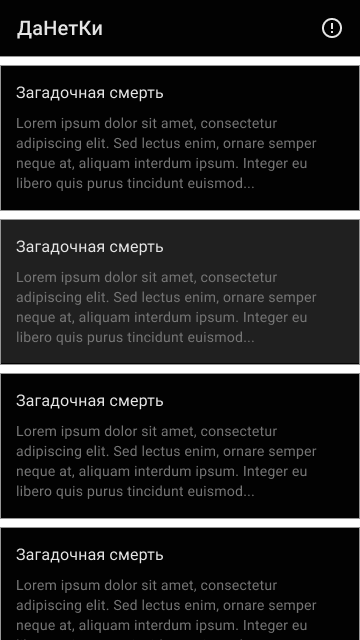 ДаНетКи
Загадочная смерть
Lorem ipsum dolor sit amet, consectetur
adipiscing elit. Sed lectus enim, ornare semper
neque at, aliquam interdum ipsum. Integer eu
libero quis purus tincidunt euismod...
Загадочная смерть
Lorem ipsum dolor sit amet, consectetur
adipiscing elit. Sed lectus enim, ornare semper
neque at, aliquam interdum ipsum. Integer eu
libero quis purus tincidunt euismod...
Загадочная смерть
Lorem ipsum dolor sit amet, consectetur
adipiscing elit. Sed lectus enim, ornare semper
neque at, aliquam interdum ipsum. Integer eu
libero quis purus tincidunt euismod...
Загадочная смерть
Lorem ipsum dolor sit amet, consectetur
adipiscing elit. Sed lectus enim, ornare semper
neque at, aliquam interdum ipsum. Integer eu